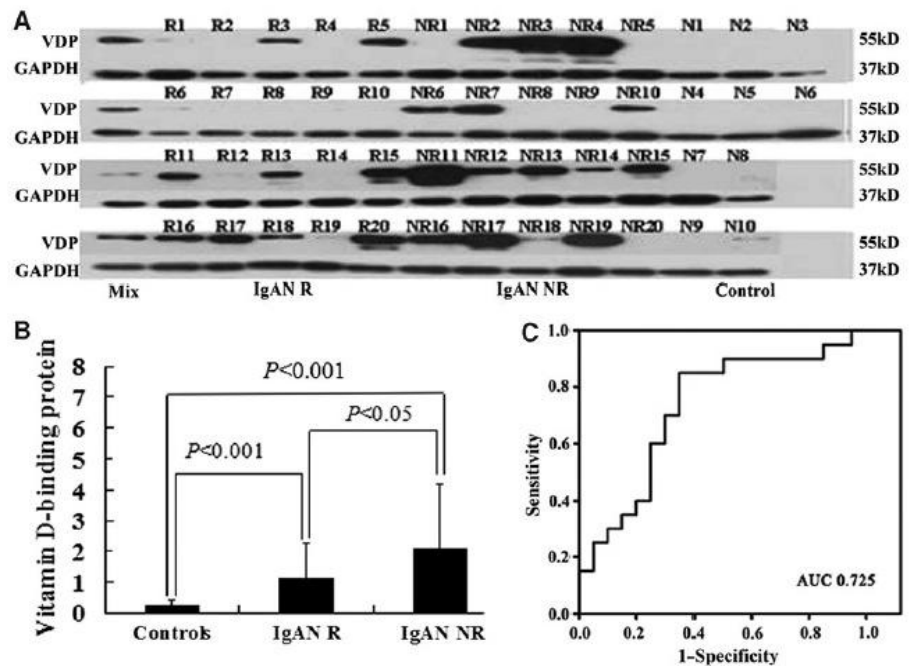 A
R1 R2 R3 R4 R5 NR1 NR2 NR3 NR4 NR5 N1 N2 N3
VDP 55kD
GAPDH 37kD
R6 R7 R8 R9 R10 NR6 NR7 NR8 NR9 NR10 N4 N5 N6
VDP 55kD
GAPDH 37kD
R11 R12 R13 R14 R15 NR11 NR12 NR13 NR14 NR15 N7 N8
VDP 55kD
GAPDH 37kD
R16 R17 R18 R19 R20 NR16 NR17 NR18 NR19 NR20 N9 N10
VDP 55kD
GAPDH 37kD
Mix IgAN R IgAN NR Control
B
Vitamin D-binding protein
8
7
6
5
4
3
2
1
0
P<0.001
P<0.05
P<0.001
Controls IgAN R IgAN NR
C
Sensitivity
1.0
0.8
0.6
0.4
0.2
0.0
AUC 0.725
0.0 0.2 0.4 0.6 0.8 1.0
1-Specificity